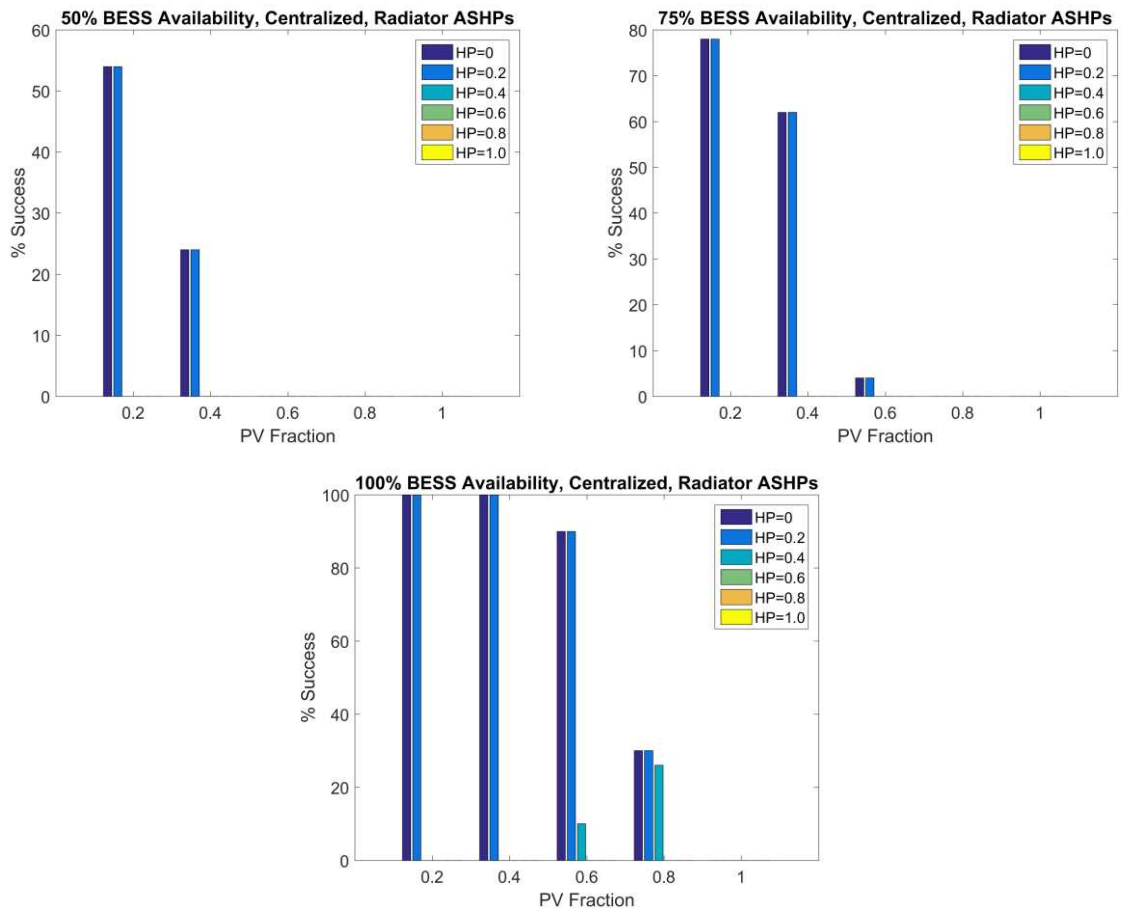 50% BESS Availability, Centralized, Radiator ASHPs
60
50
40
30
20
10
0
% Success
HP=0
HP=0.2
HP=0.4
HP=0.6
HP=0.8
HP=1.0
0.2 0.4 0.6 0.8 1
PV Fraction
75% BESS Availability, Centralized, Radiator ASHPs
80
70
60
50
40
30
20
10
0
% Success
HP=0
HP=0.2
HP=0.4
HP=0.6
HP=0.8
HP=1.0
0.2 0.4 0.6 0.8 1
PV Fraction
100% BESS Availability, Centralized, Radiator ASHPs
100
80
60
40
20
0
% Success
HP=0
HP=0.2
HP=0.4
HP=0.6
HP=0.8
HP=1.0
0.2 0.4 0.6 0.8 1
PV Fraction